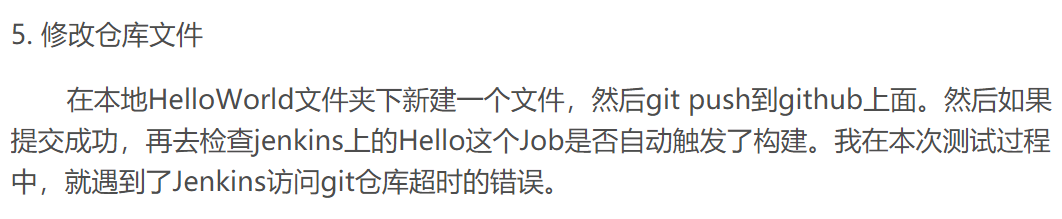 5. 修改仓库文件
在本地HelloWorld文件夹下新建一个文件，然后git push到github上面。然后如果
提交成功，再去检查jenkins上的Hello这个Job是否自动触发了构建。我在本次测试过程
中，就遇到了Jenkins访问git仓库超时的错误。